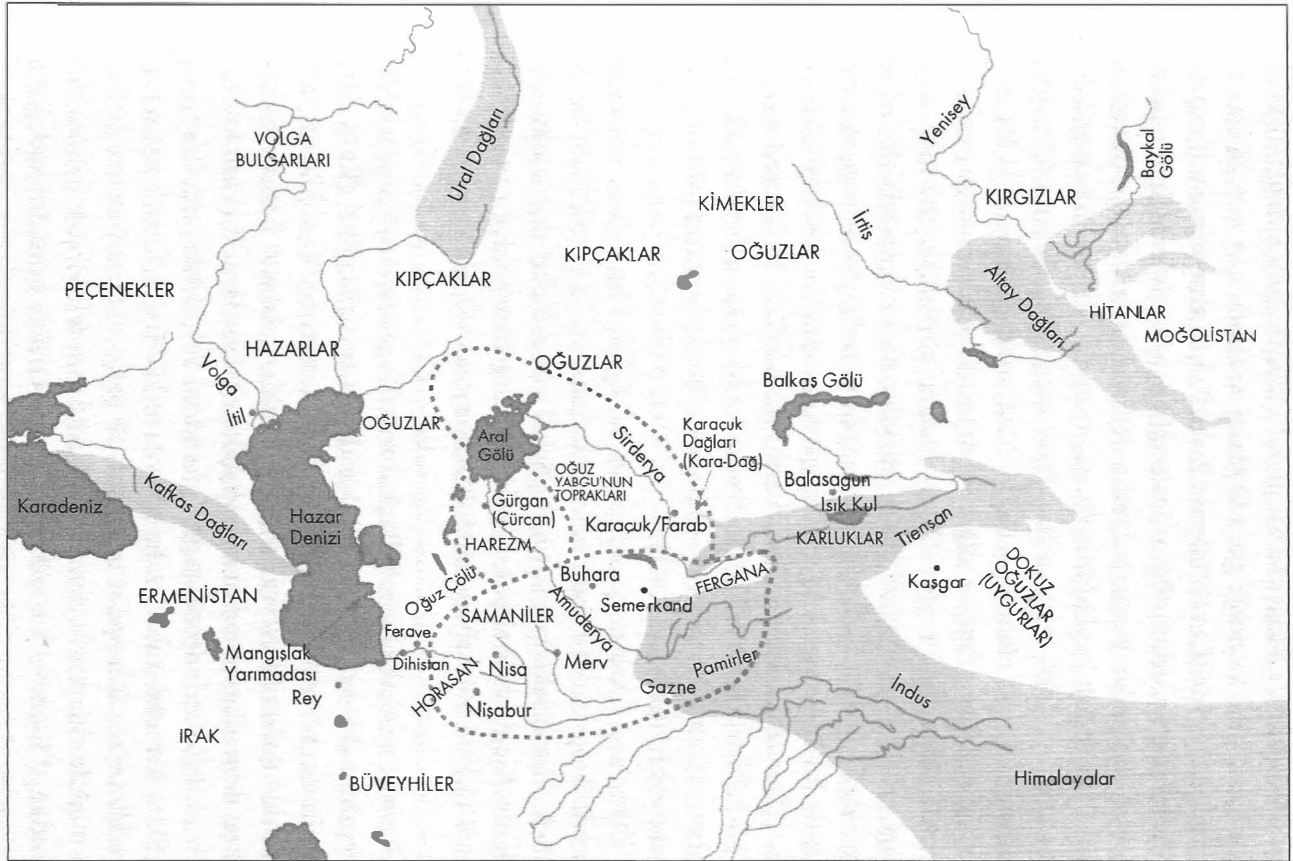 VOLGA
BULGARLARI
Ural Dağları
Yenisey
Baykal
Gölü
KIRGIZLAR
KİMEKLER
İrtiş
OĞUZLAR
KIPÇAKLAR
KIPÇAKLAR
PEÇENEKLER
Altay Dağları
HİTANLAR
MOĞOLİSTAN
HAZARLAR
Volga
İtil
OĞUZLAR
OĞUZLAR
Balkaş Gölü
Aral
Gölü
Sirderya
Karaçuk
Dağları
(Kara-Dağ)
OĞUZ
YABGU'NUN
TOPRAKLARI
Balasagun
Isık Kul
Karadeniz
Kafkas Dağları
Hazar
Denizi
Gürgan
(Cürcan)
Karaçuk/Farab
HAREZM
KARLUKLAR
Tienşan
DOKUZ
OĞUZLAR
(UYGURLAR)
Kaşgar
FERGANA
Buhara
Semerkand
Oğuz Çölü
SAMANİLER
Amuderya
ERMENİSTAN
Ferave
Dihistan
Mangışlak
Yarımadası
Rey
Nisa
Merv
Pamirler
HORASAN
Nişabur
Gazne
İndus
IRAK
BÜVEYHİLER
Himalayalar